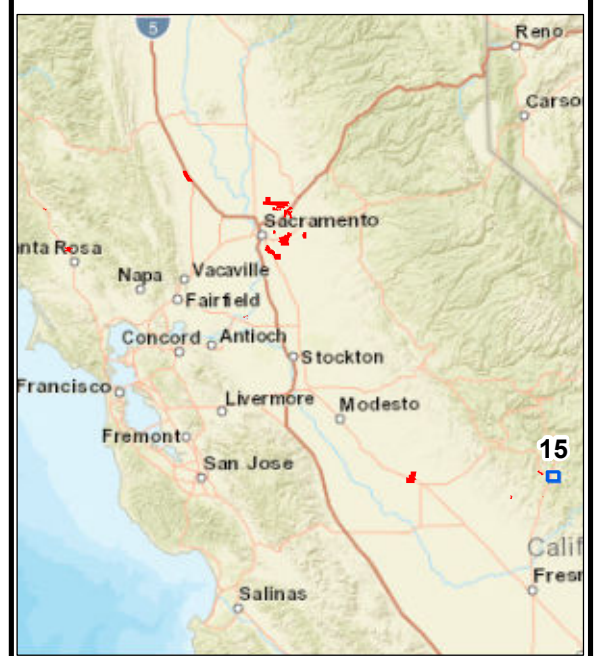 5
Reno
Carso
Sacramento
nta Rosa
Napa
Vacaville
Fairfield
Concord
Antioch
Stockton
Francisco
Livermore
Modesto
Fremont
San Jose
15
Calif
Fresr
Salinas